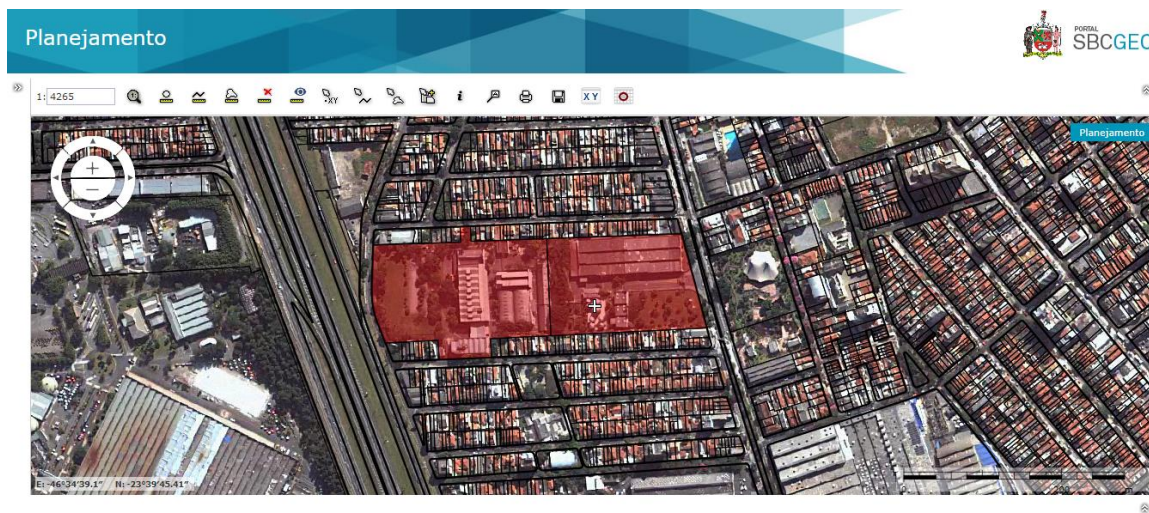 Planejamento
PORTAL
SBCGEO
1: 4265
XY
i
X Y
Planejamento
E: -46°34'39.1" N: -23°39'45.41"